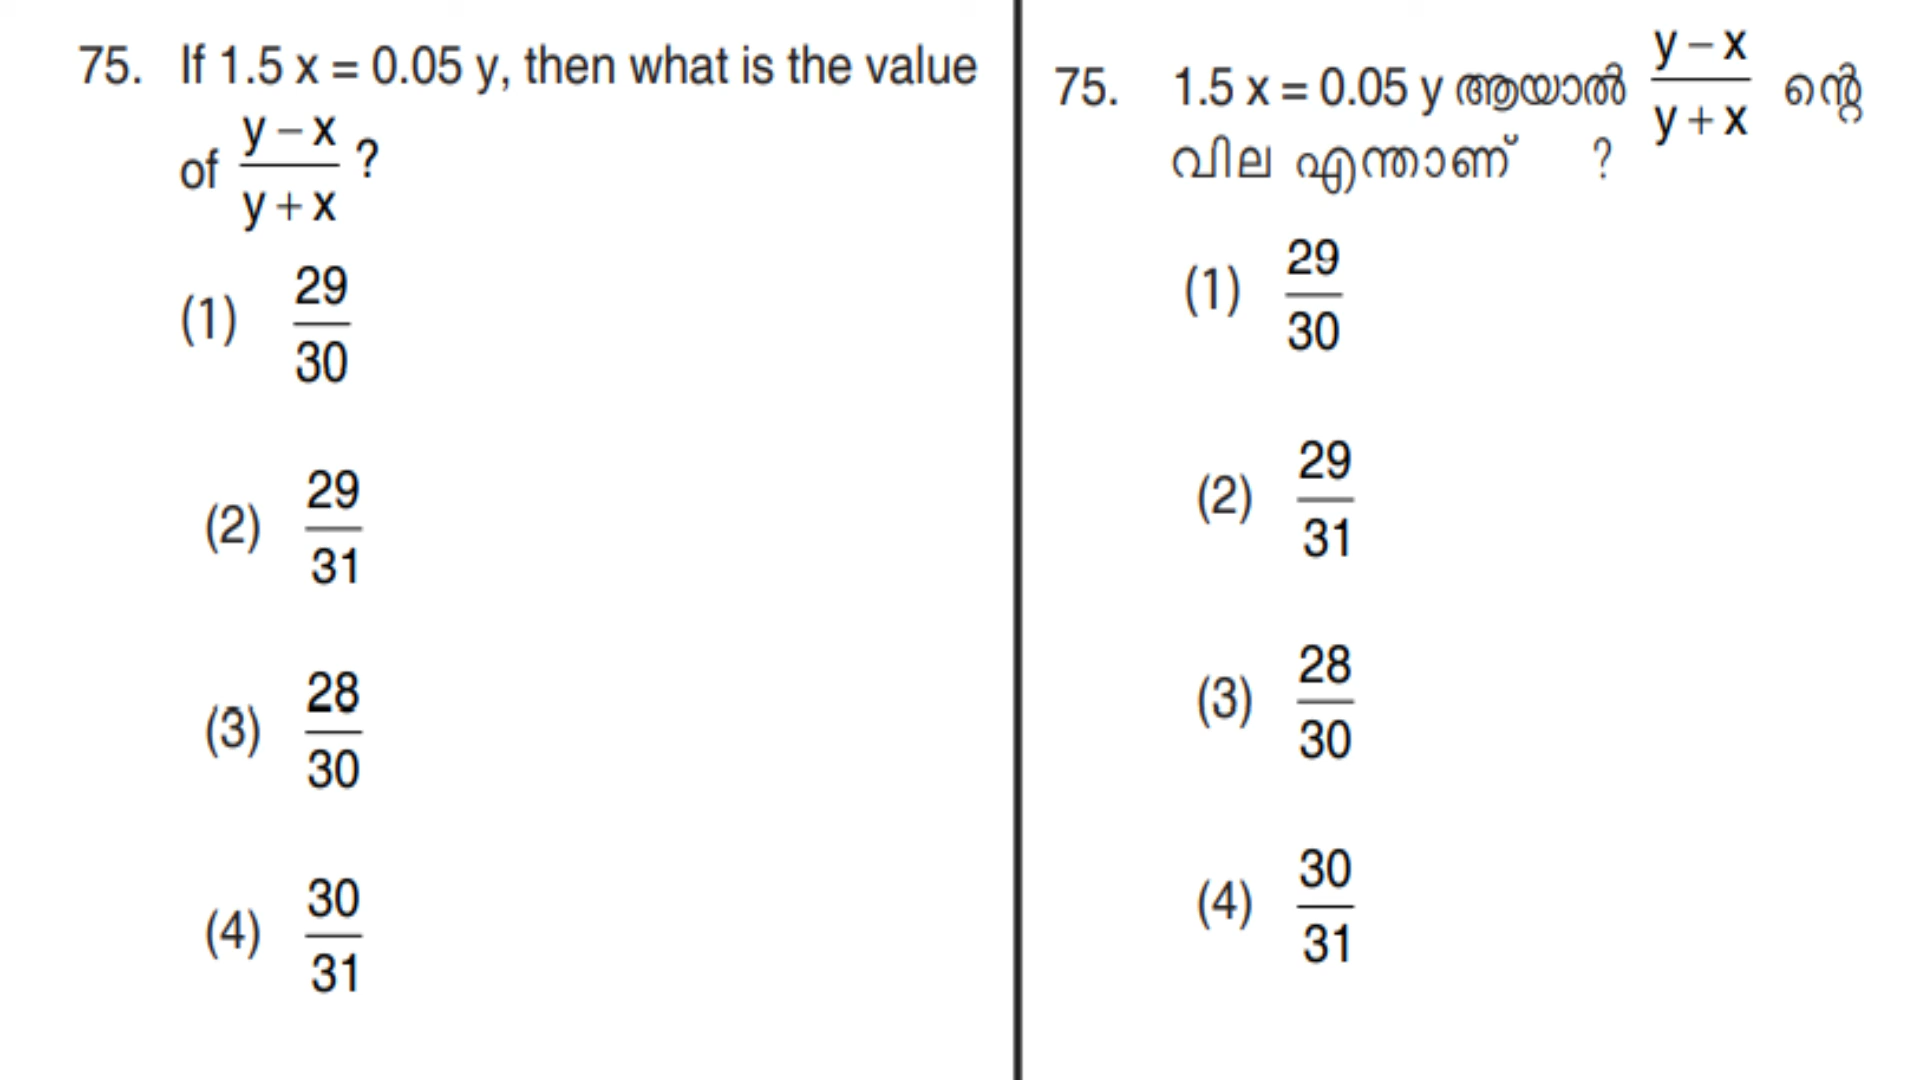 75. If 1.5 x = 0.05 y, then what is the value
of y – x / y + x ?
(1) 29/30
(2) 29/31
(3) 28/30
(4) 30/31
75. 1.5 x = 0.05 y ആയാൽ y – x / y + x ന്റെ
വില എന്താണ് ?
(1) 29/30
(2) 29/31
(3) 28/30
(4) 30/31